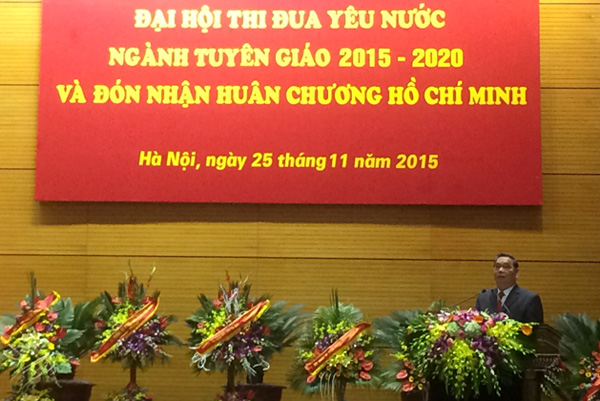 ĐẠI HỘI THI ĐUA YÊU NƯỚC
NGÀNH TUYÊN GIÁO 2015 - 2020
VÀ ĐÓN NHẬN HUÂN CHƯƠNG HỒ CHÍ MINH
Hà Nội, ngày 25 tháng 11 năm 2015